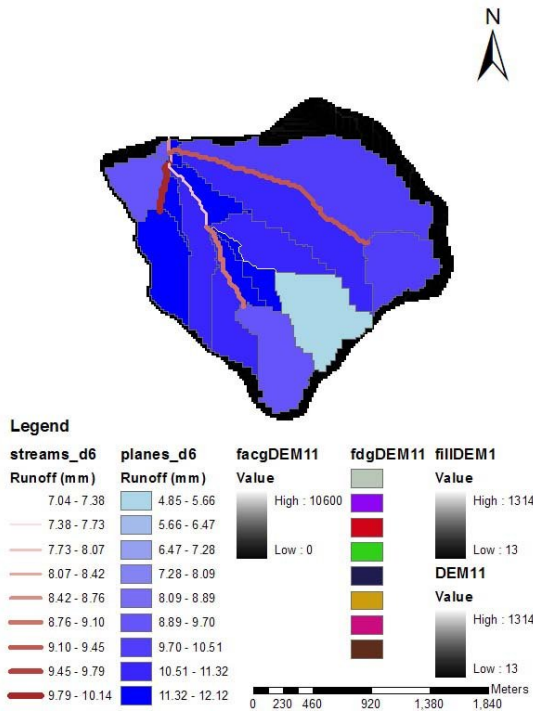 N
Legend
streams_d6
Runoff (mm)
7.04 - 7.38
7.38 - 7.73
7.73 - 8.07
8.07 - 8.42
8.42 - 8.76
8.76 - 9.10
9.10 - 9.45
9.45 - 9.79
9.79 - 10.14
planes_d6
Runoff (mm)
4.85 - 5.66
5.66 - 6.47
6.47 - 7.28
7.28 - 8.09
8.09 - 8.89
8.89 - 9.70
9.70 - 10.51
10.51 - 11.32
11.32 - 12.12
facgDEM11
Value
High : 10600
Low : 0
fdgDEM11
fillDEM1
Value
High : 1314
Low : 13
DEM11
Value
High : 1314
Low : 13
Meters
0 230 460 920 1,380 1,840